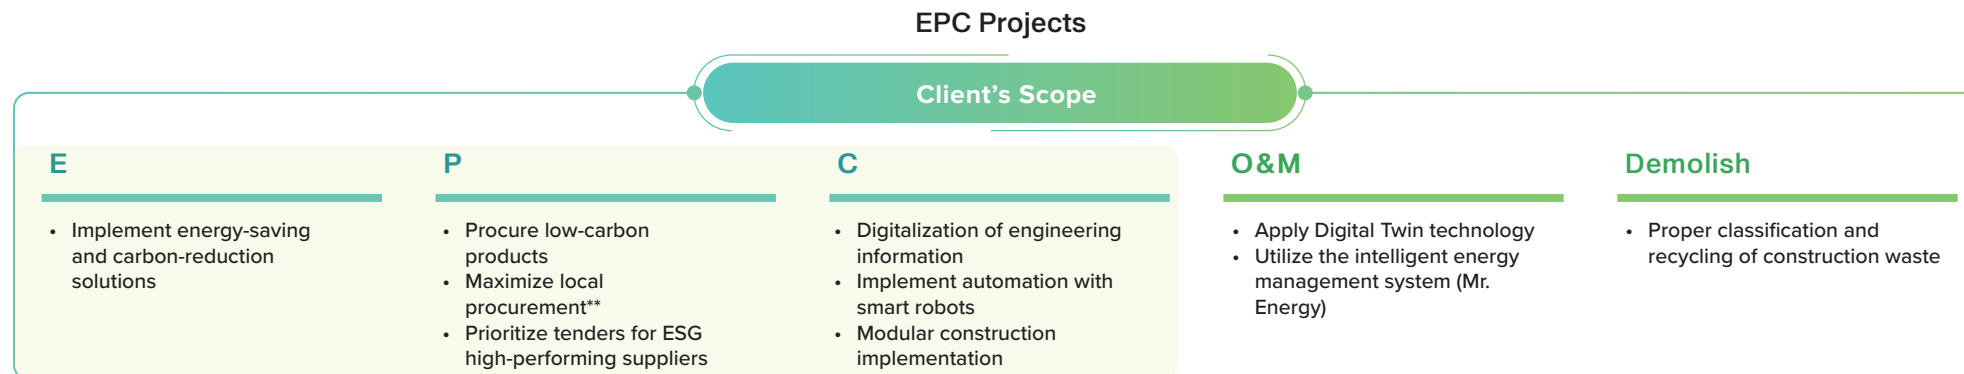 EPC Projects
Client's Scope
E
• Implement energy-saving
and carbon-reduction
solutions
P
• Procure low-carbon
products
• Maximize local
procurement**
• Prioritize tenders for ESG
high-performing suppliers
C
• Digitalization of engineering
information
• Implement automation with
smart robots
• Modular construction
implementation
O&M
• Apply Digital Twin technology
• Utilize the intelligent energy
management system (Mr.
Energy)
Demolish
• Proper classification and
recycling of construction waste